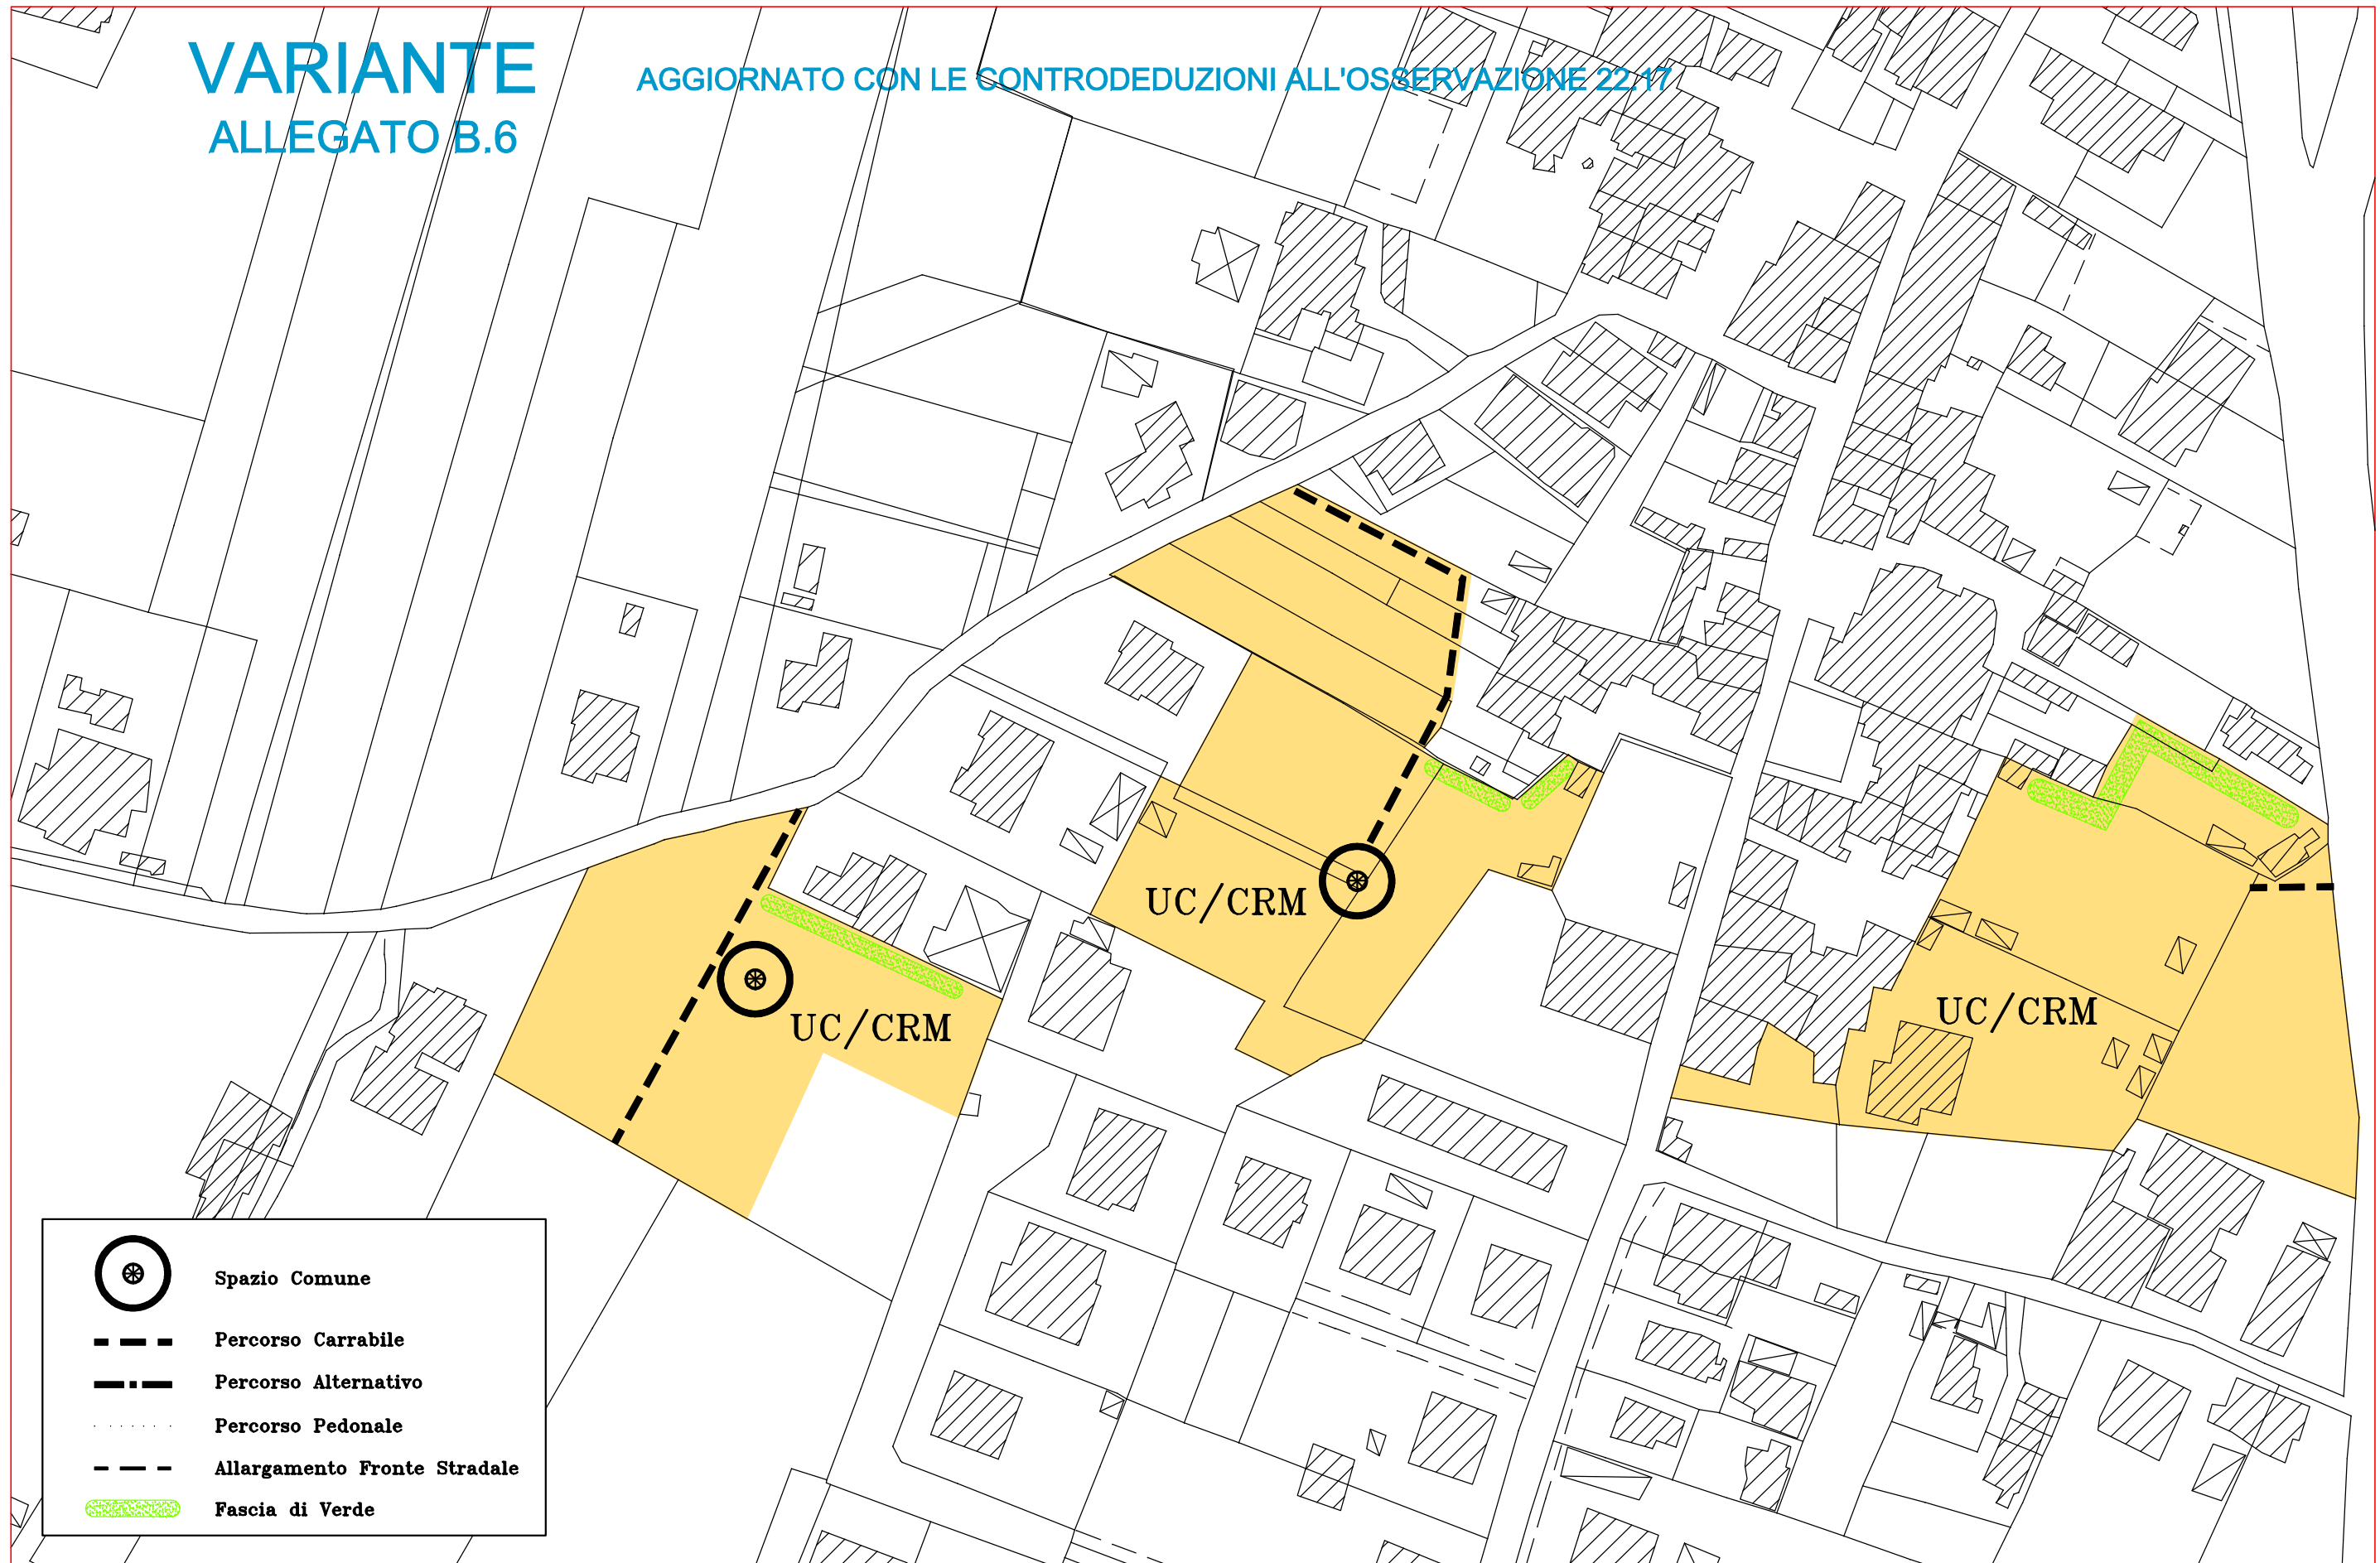 VARIANTE
ALLEGATO B.6
AGGIORNATO CON LE CONTRODEDUZIONI ALL'OSSERVAZIONE 22.17
UC/CRM
UC/CRM
UC/CRM
Spazio Comune
Percorso Carrabile
Percorso Alternativo
Percorso Pedonale
Allargamento Fronte Stradale
Fascia di Verde